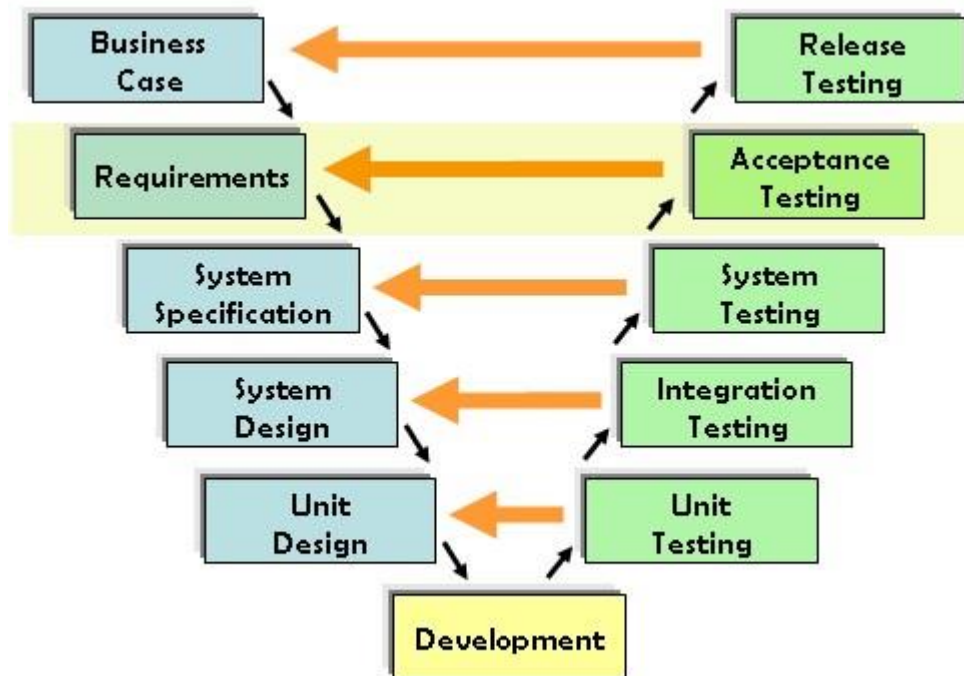 Business
Case
Release
Testing
Requirements
Acceptance
Testing
System
Specification
System
Testing
System
Design
Integration
Testing
Unit
Design
Unit
Testing
Development